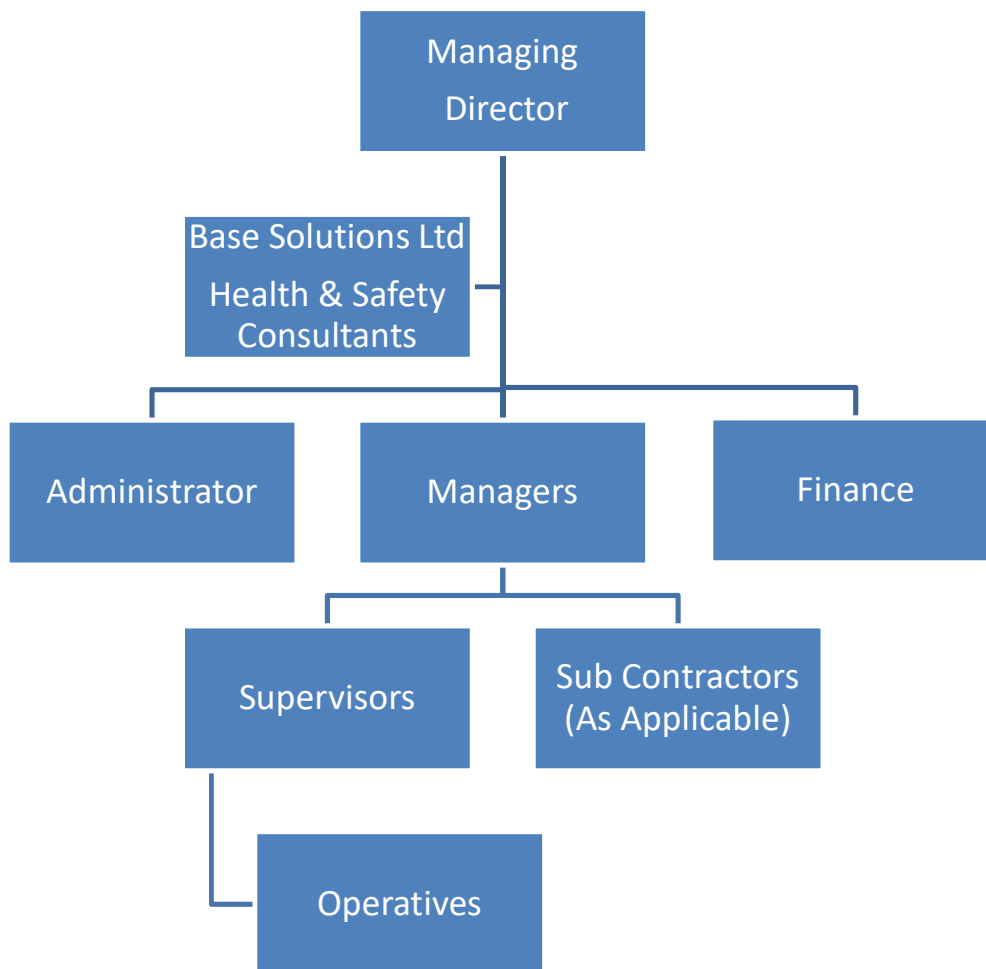 Managing
Director
Base Solutions Ltd
Health & Safety
Consultants
Administrator
Managers
Finance
Supervisors
Sub Contractors
(As Applicable)
Operatives